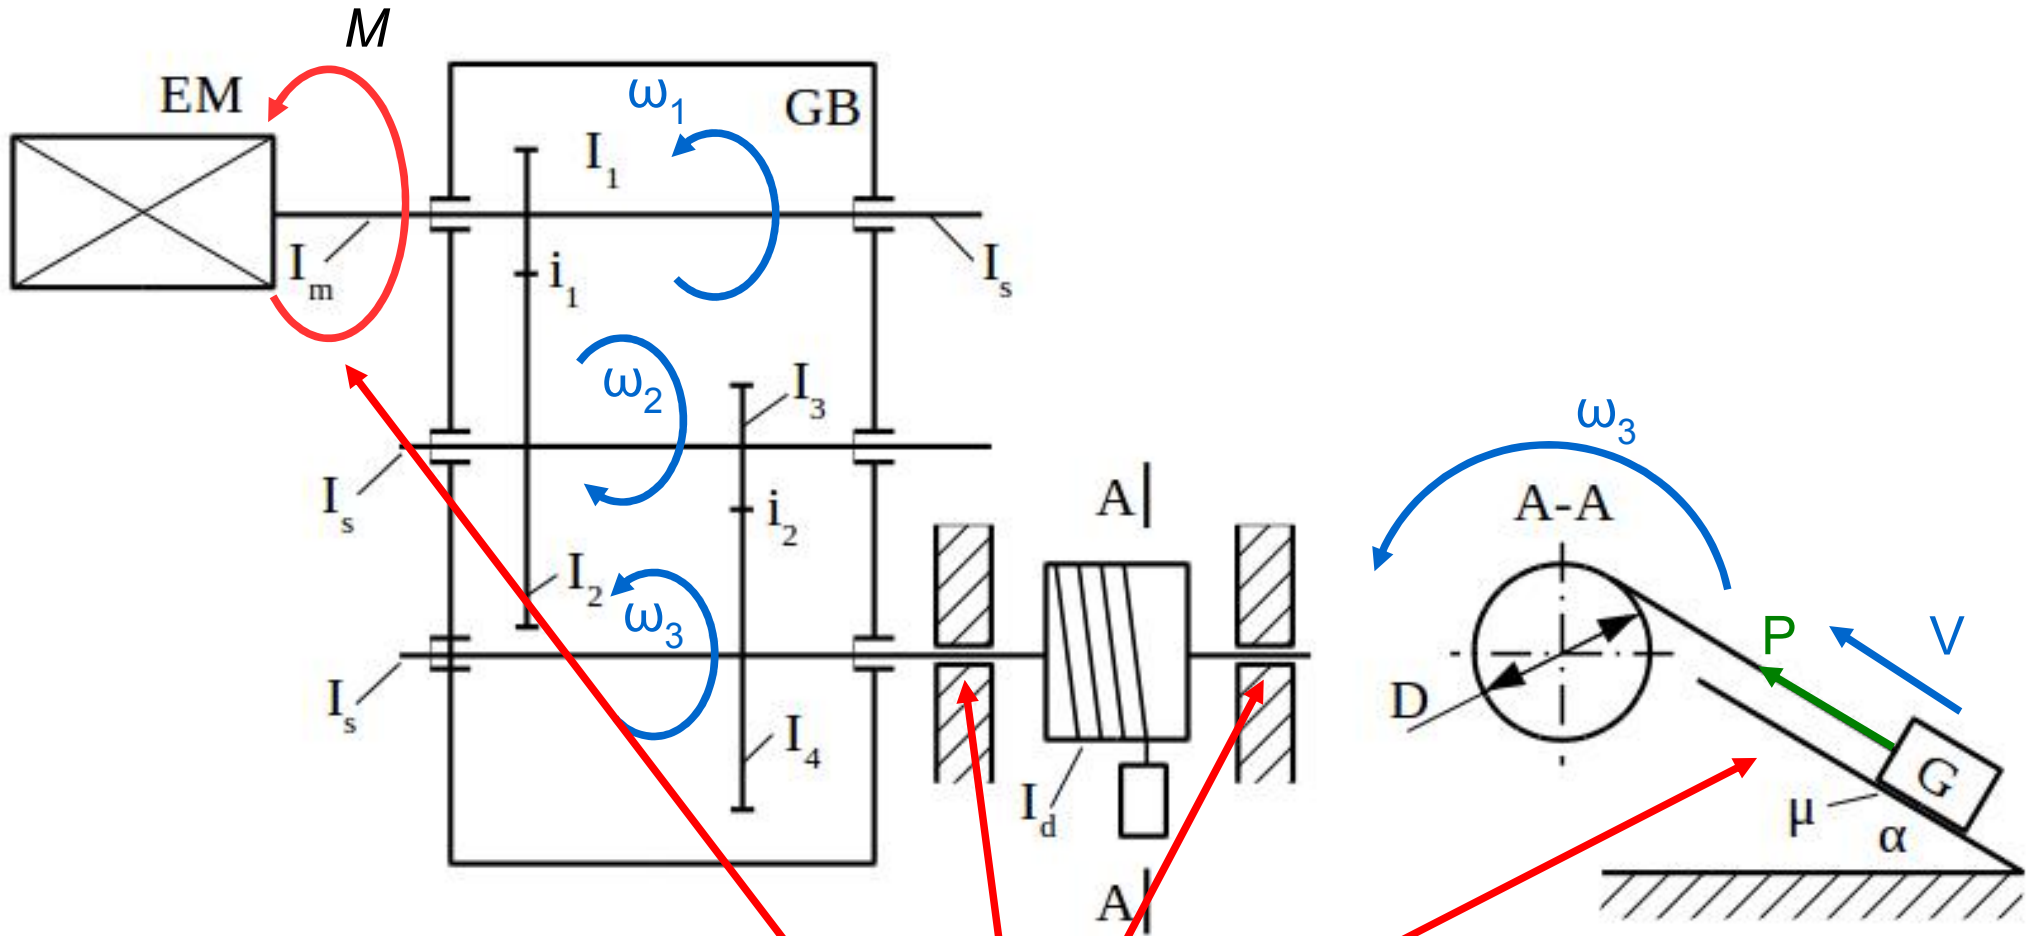 M
EM
ω1
GB
I1
Im
i1
Is
ω2
I3
Is
i2
A
ω3
A-A
I2
ω3
P
V
Is
D
I4
G
Id
μ
α
A